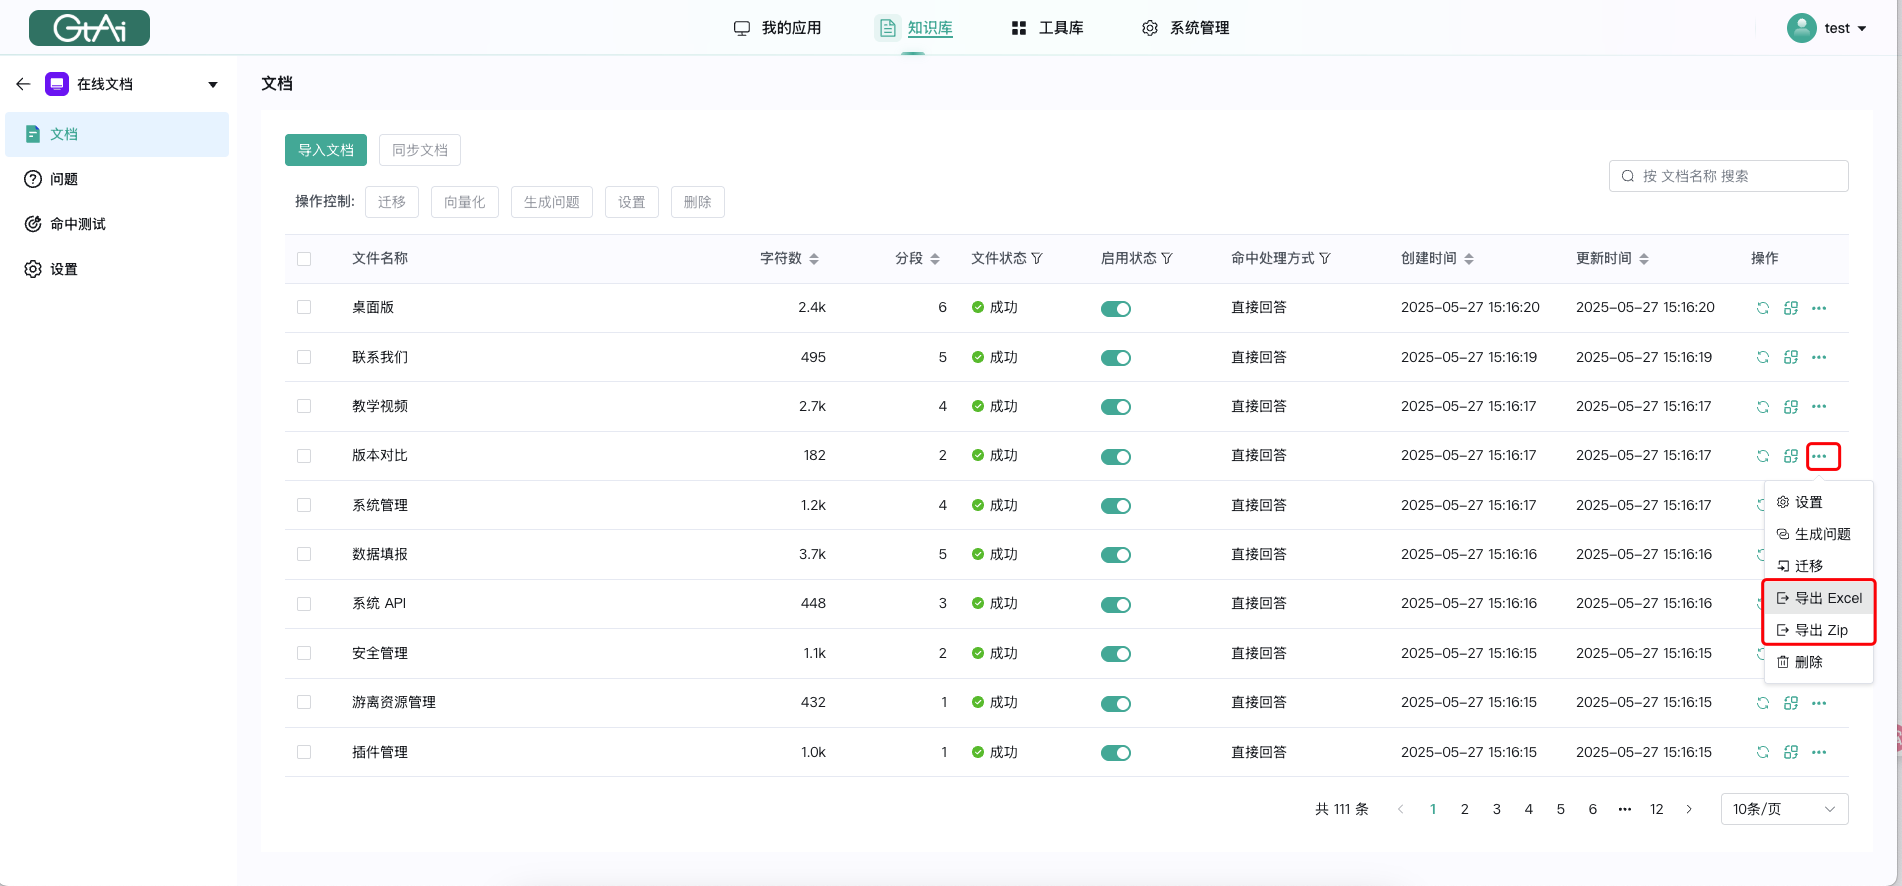 GtAi
我的应用
知识库
工具库
系统管理
test
在线文档
文档
问题
命中测试
设置
文档
导入文档 同步文档
按 文档名称 搜索
操作控制: 迁移 向量化 生成问题 设置 删除
文件名称 字符数 分段 文件状态 启用状态 命中处理方式 创建时间 更新时间 操作
桌面版 2.4k 6 成功 直接回答 2025-05-27 15:16:20 2025-05-27 15:16:20
联系我们 495 5 成功 直接回答 2025-05-27 15:16:19 2025-05-27 15:16:19
教学视频 2.7k 4 成功 直接回答 2025-05-27 15:16:17 2025-05-27 15:16:17
版本对比 182 2 成功 直接回答 2025-05-27 15:16:17 2025-05-27 15:16:17
系统管理 1.2k 4 成功 直接回答 2025-05-27 15:16:17 2025-05-27 15:16:17
数据填报 3.7k 5 成功 直接回答 2025-05-27 15:16:16 2025-05-27 15:16:16
系统 API 448 3 成功 直接回答 2025-05-27 15:16:16 2025-05-27 15:16:16
安全管理 1.1k 2 成功 直接回答 2025-05-27 15:16:15 2025-05-27 15:16:15
游离资源管理 432 1 成功 直接回答 2025-05-27 15:16:15 2025-05-27 15:16:15
插件管理 1.0k 1 成功 直接回答 2025-05-27 15:16:15 2025-05-27 15:16:15
设置
生成问题
迁移
导出 Excel
导出 Zip
删除
共 111 条 1 2 3 4 5 6 ••• 12 10条/页